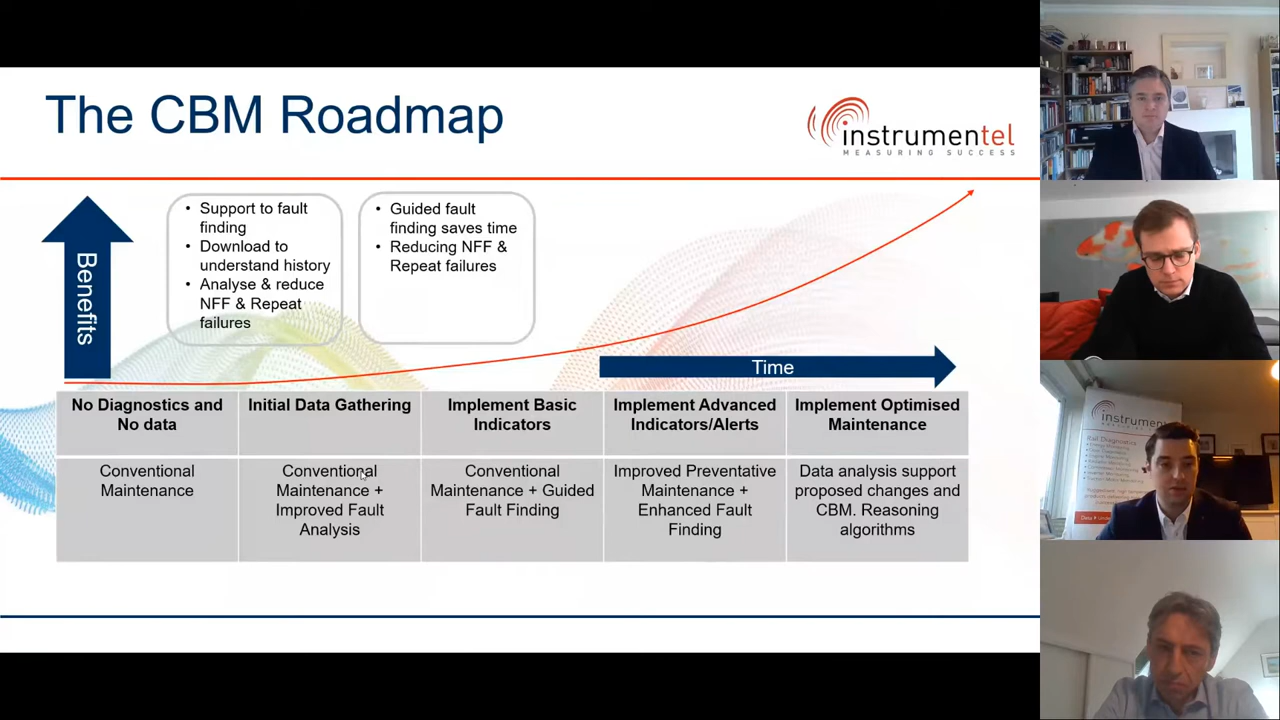 The CBM Roadmap
instrumentel
MEASURING SUCCESS
Benefits
• Support to fault
finding
• Download to
understand history
• Analyse & reduce
NFF & Repeat
failures
• Guided fault
finding saves time
• Reducing NFF &
Repeat failures
Time
No Diagnostics and
No data
Initial Data Gathering
Implement Basic
Indicators
Implement Advanced
Indicators/Alerts
Implement Optimised
Maintenance
Conventional
Maintenance
Conventional
Maintenance +
Improved Fault
Analysis
Conventional
Maintenance + Guided
Fault Finding
Improved Preventative
Maintenance +
Enhanced Fault
Finding
Data analysis support
proposed changes and
CBM. Reasoning
algorithms
instrument
Rail Diagnostics